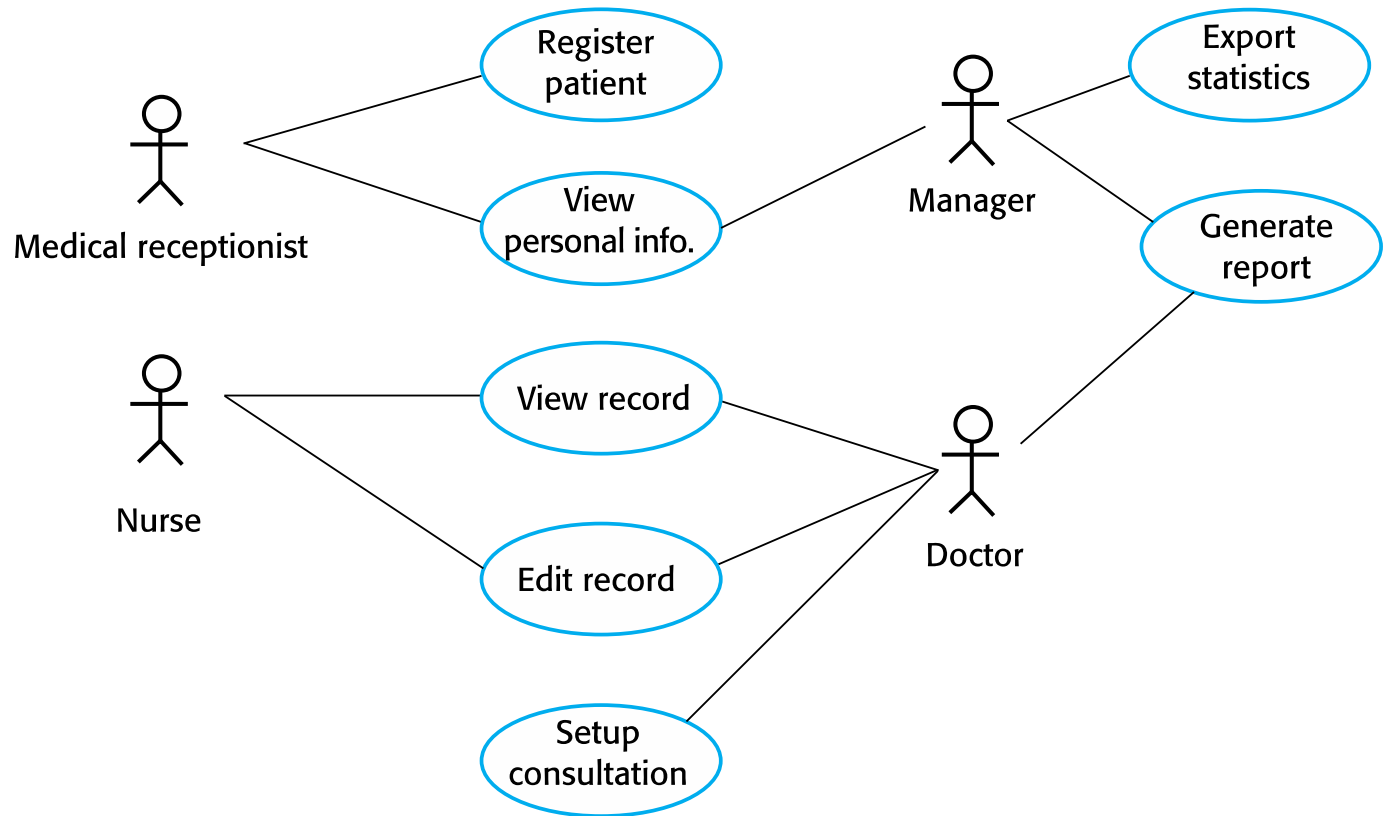 Register
patient
Export
statistics
View
personal info.
Manager
Medical receptionist
Generate
report
View record
Nurse
Doctor
Edit record
Setup
consultation